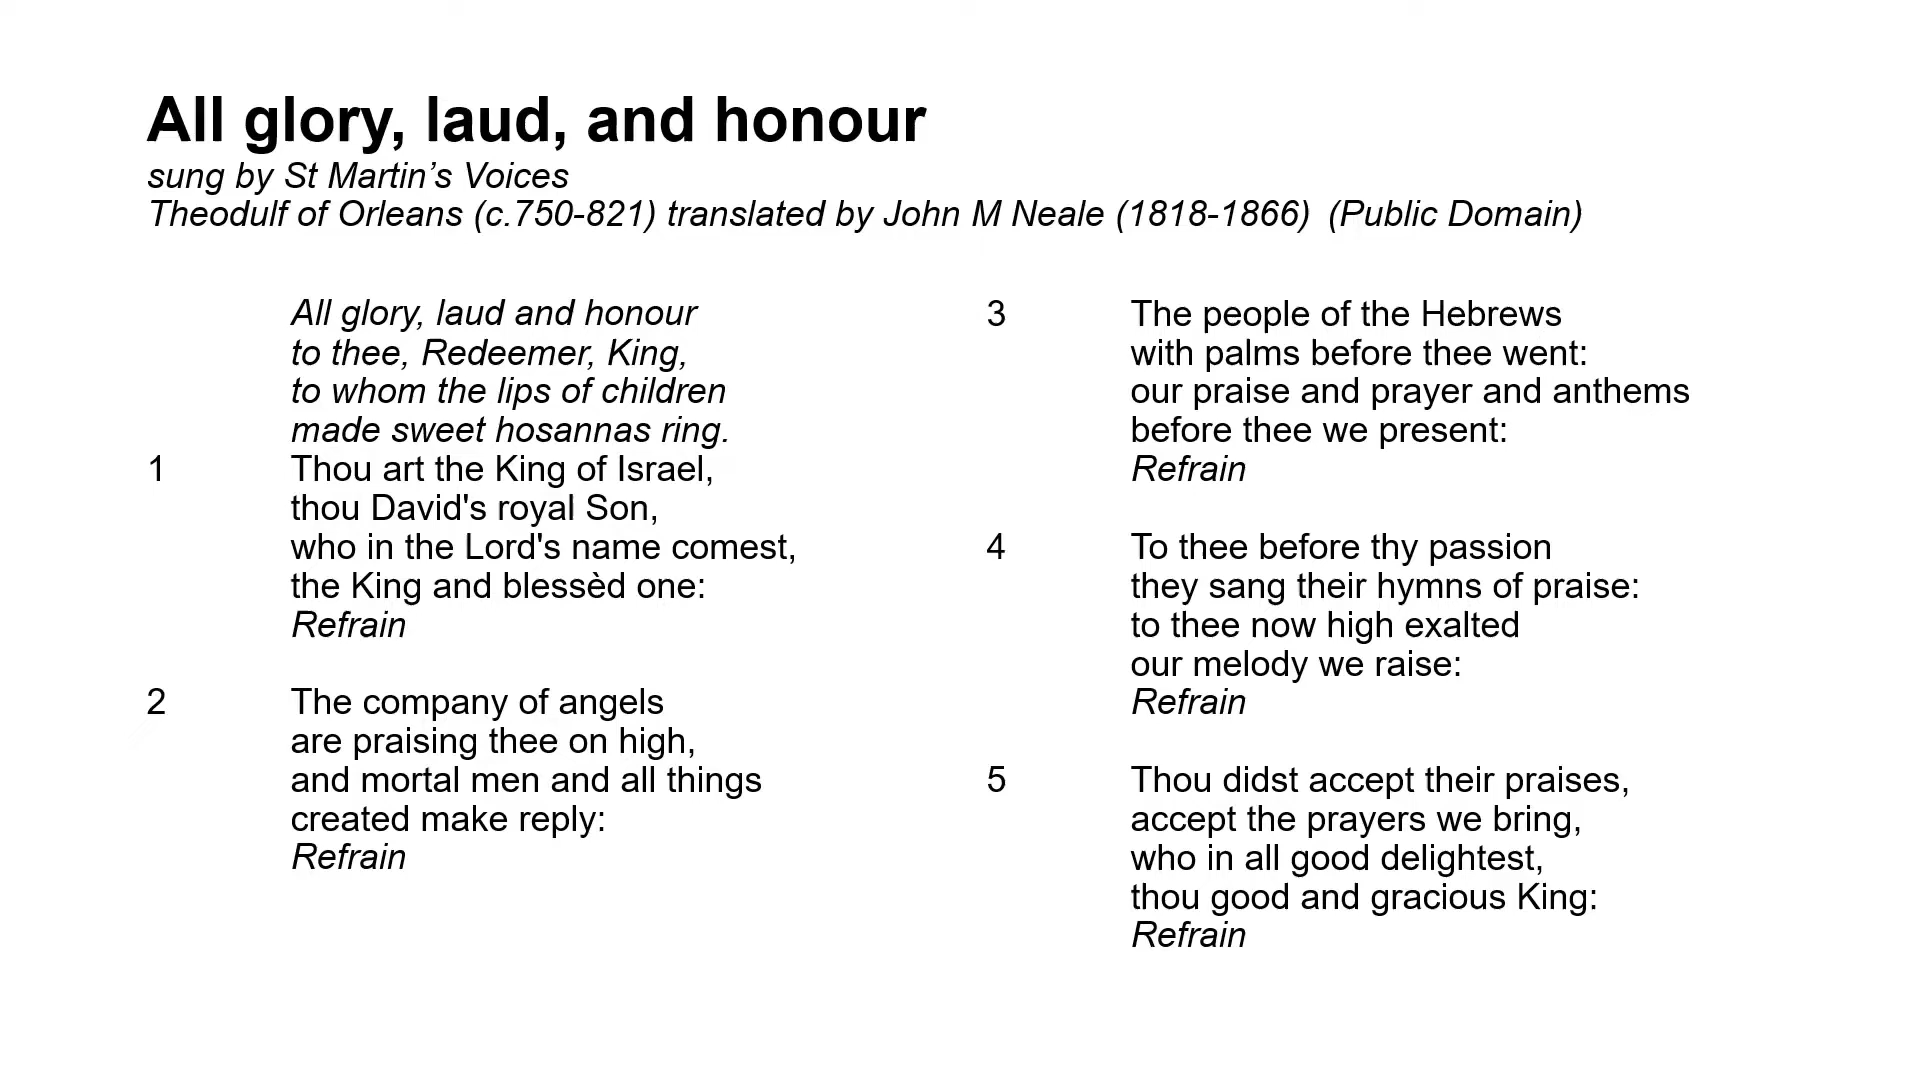 All glory, laud, and honour
sung by St Martin’s Voices
Theodulf of Orleans (c.750-821) translated by John M Neale (1818-1866) (Public Domain)
All glory, laud and honour
to thee, Redeemer, King,
to whom the lips of children
made sweet hosannas ring.
1 Thou art the King of Israel,
thou David's royal Son,
who in the Lord's name comest,
the King and blessèd one:
Refrain
2 The company of angels
are praising thee on high,
and mortal men and all things
created make reply:
Refrain
3 The people of the Hebrews
with palms before thee went:
our praise and prayer and anthems
before thee we present:
Refrain
4 To thee before thy passion
they sang their hymns of praise:
to thee now high exalted
our melody we raise:
Refrain
5 Thou didst accept their praises,
accept the prayers we bring,
who in all good delightest,
thou good and gracious King:
Refrain